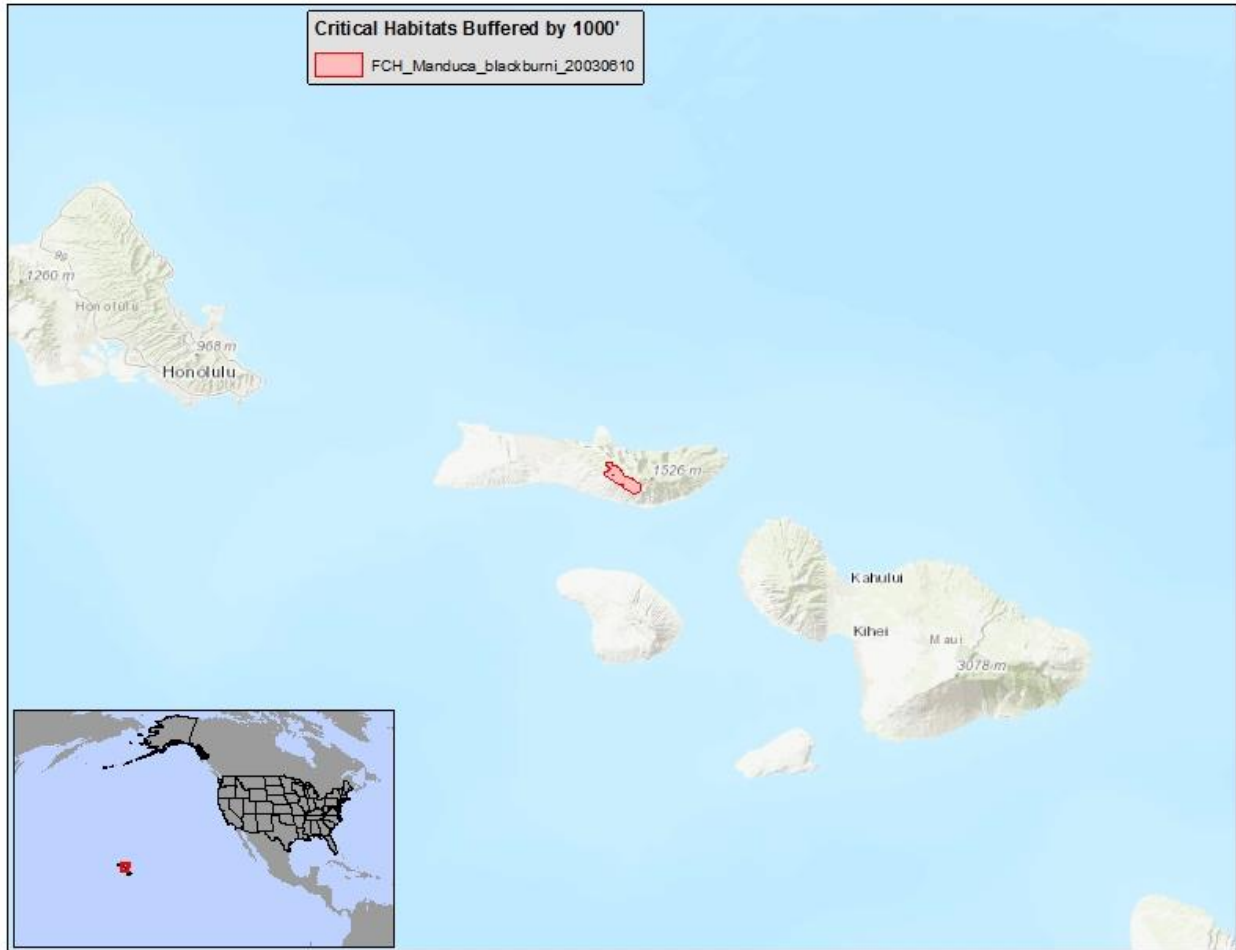 Critical Habitats Buffered by 1000'
FCH_Manduca_blackburni_20030610
1260 m
Honolulu
968 m
Honolulu
1526 m
Kahului
Kihei
Maui
3078 m